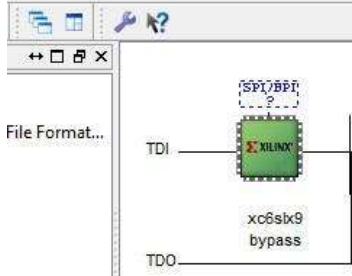 File Format...
SPI/BPI
?
TDI
XILINX
xc6slx9
bypass
TDO